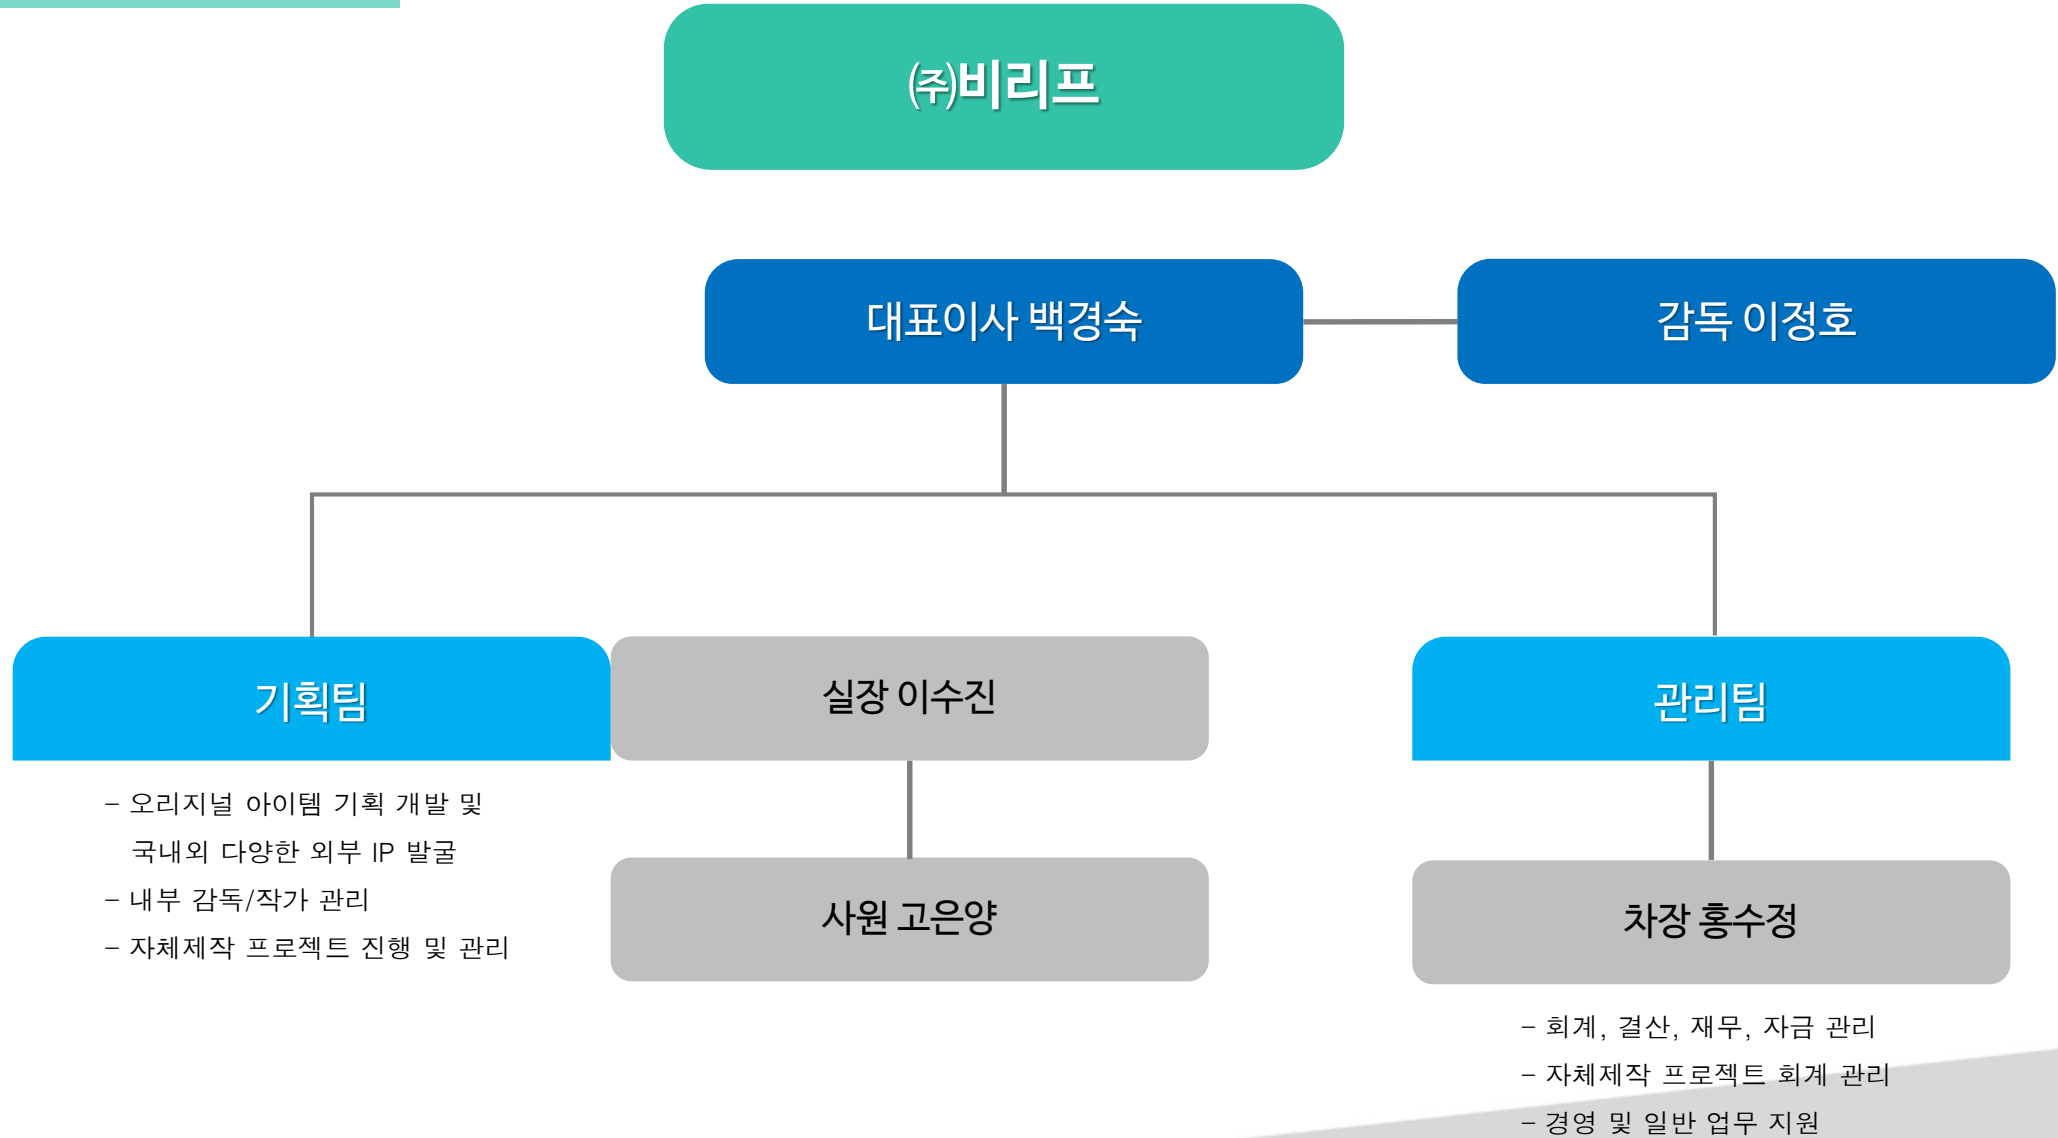 ㈜비리프
대표이사 백경숙
감독 이정호
기획팀
실장 이수진
관리팀
- 오리지널 아이템 기획 개발 및
국내외 다양한 외부 IP 발굴
- 내부 감독/작가 관리
- 자체제작 프로젝트 진행 및 관리
사원 고은양
차장 홍수정
- 회계, 결산, 재무, 자금 관리
- 자체제작 프로젝트 회계 관리
- 경영 및 일반 업무 지원